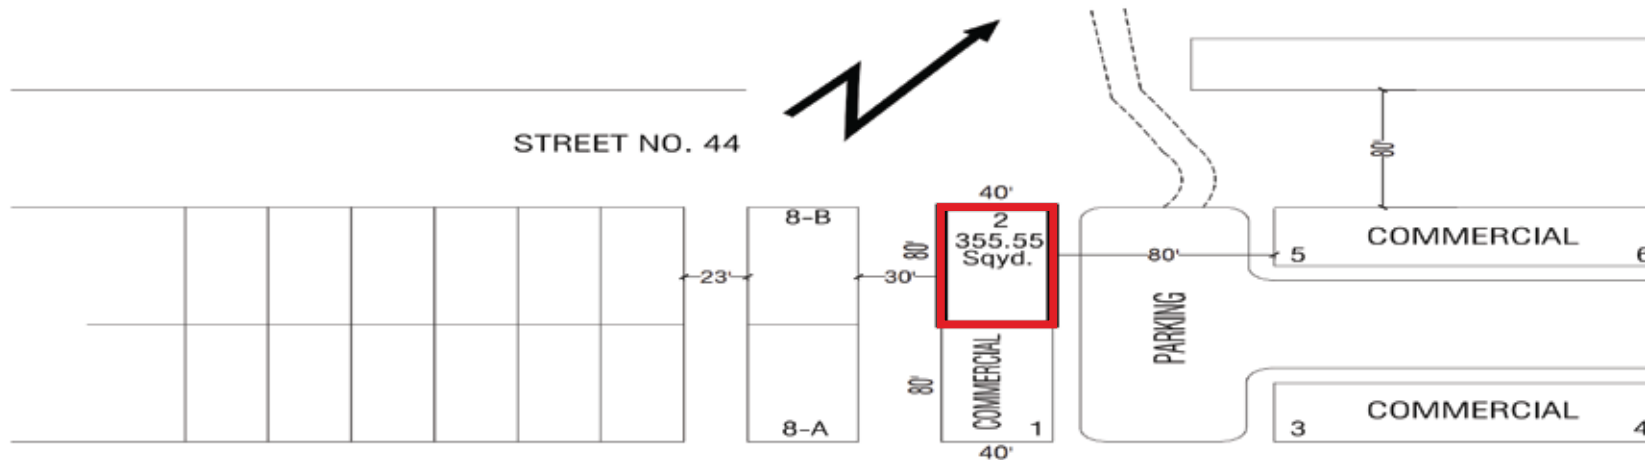 STREET NO. 44
80'
40'
8-B
2
355.55
Sqyd.
80'
COMMERCIAL
5
6
80'
23'
30'
PARKING
COMMERCIAL
80'
8-A
1
COMMERCIAL
3
4
40'